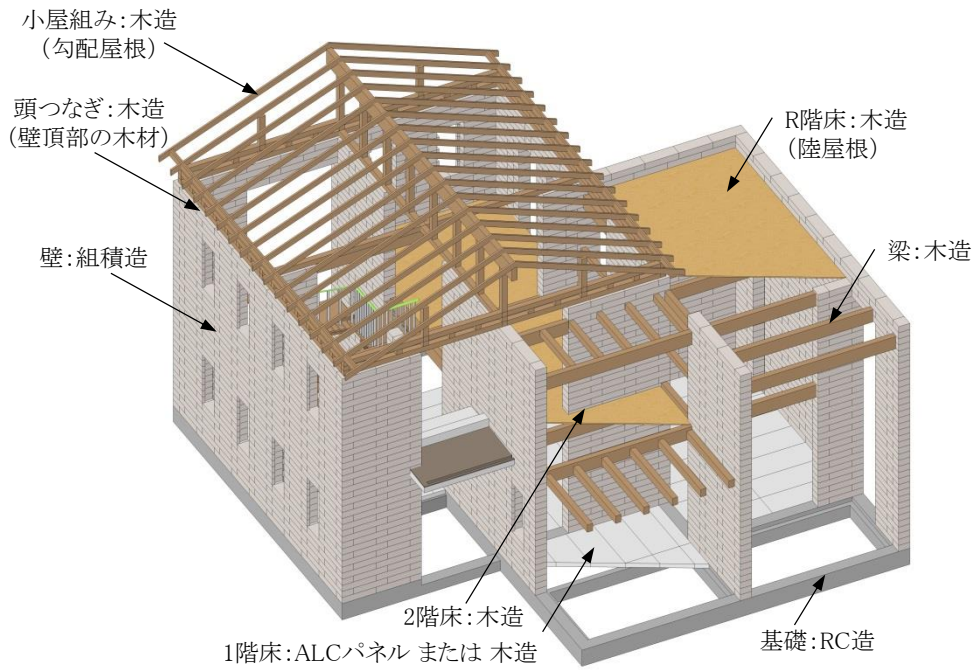 小屋組み:木造
(勾配屋根)
頭つなぎ:木造
(壁頂部の木材)
壁:組積造
R階床:木造
(陸屋根)
梁:木造
2階床:木造
1階床:ALCパネル または 木造
基礎:RC造